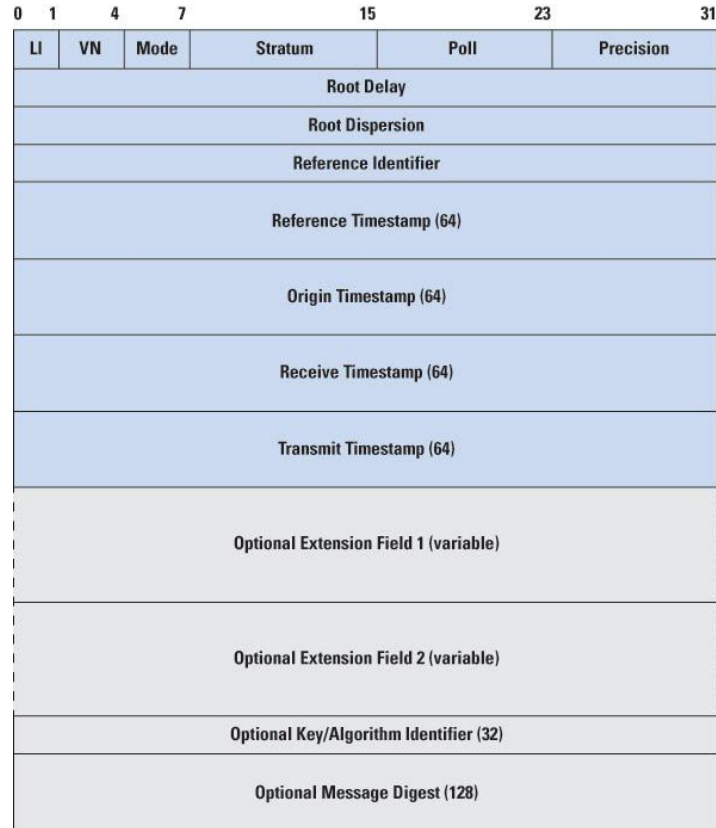 0 1 4 7 15 23 31
LI VN Mode Stratum Poll Precision
Root Delay
Root Dispersion
Reference Identifier
Reference Timestamp (64)
Origin Timestamp (64)
Receive Timestamp (64)
Transmit Timestamp (64)
Optional Extension Field 1 (variable)
Optional Extension Field 2 (variable)
Optional Key/Algorithm Identifier (32)
Optional Message Digest (128)